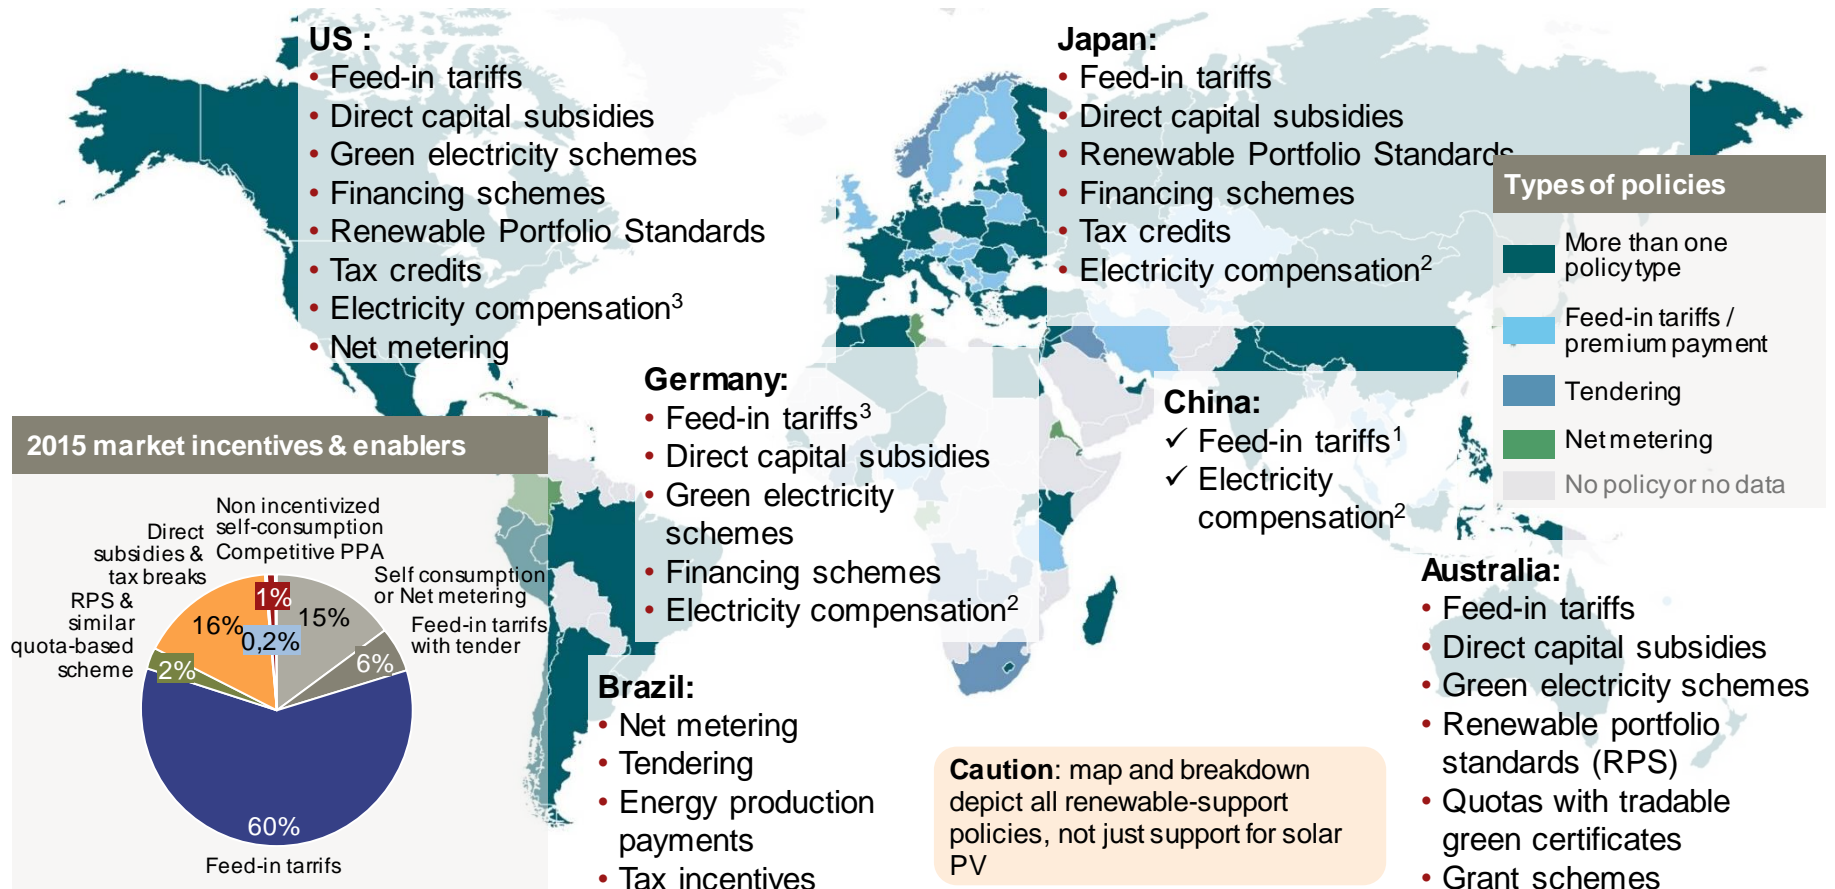 US :
• Feed-in tariffs
• Direct capital subsidies
• Green electricity schemes
• Financing schemes
• Renewable Portfolio Standards
• Tax credits
• Electricity compensation3
• Net metering
Japan:
• Feed-in tariffs
• Direct capital subsidies
• Renewable Portfolio Standards
• Financing schemes
• Tax credits
• Electricity compensation2
Types of policies
More than one
policy type
Feed-in tariffs /
premium payment
Tendering
Net metering
No policy or no data
Germany:
• Feed-in tariffs3
• Direct capital subsidies
• Green electricity
schemes
• Financing schemes
• Electricity compensation2
China:
✓ Feed-in tariffs1
✓ Electricity
compensation2
2015 market incentives & enablers
Non incentivized
self-consumption
Competitive PPA
Direct
subsidies &
tax breaks
RPS &
similar
quota-based
scheme
Self consumption
or Net metering
Feed-in tarrifs
with tender
1%
15%
16%
0,2%
6%
2%
60%
Feed-in tarrifs
Brazil:
• Net metering
• Tendering
• Energy production
payments
• Tax incentives
Caution: map and breakdown
depict all renewable-support
policies, not just support for solar
PV
Australia:
• Feed-in tariffs
• Direct capital subsidies
• Green electricity schemes
• Renewable portfolio
standards (RPS)
• Quotas with tradable
green certificates
• Grant schemes